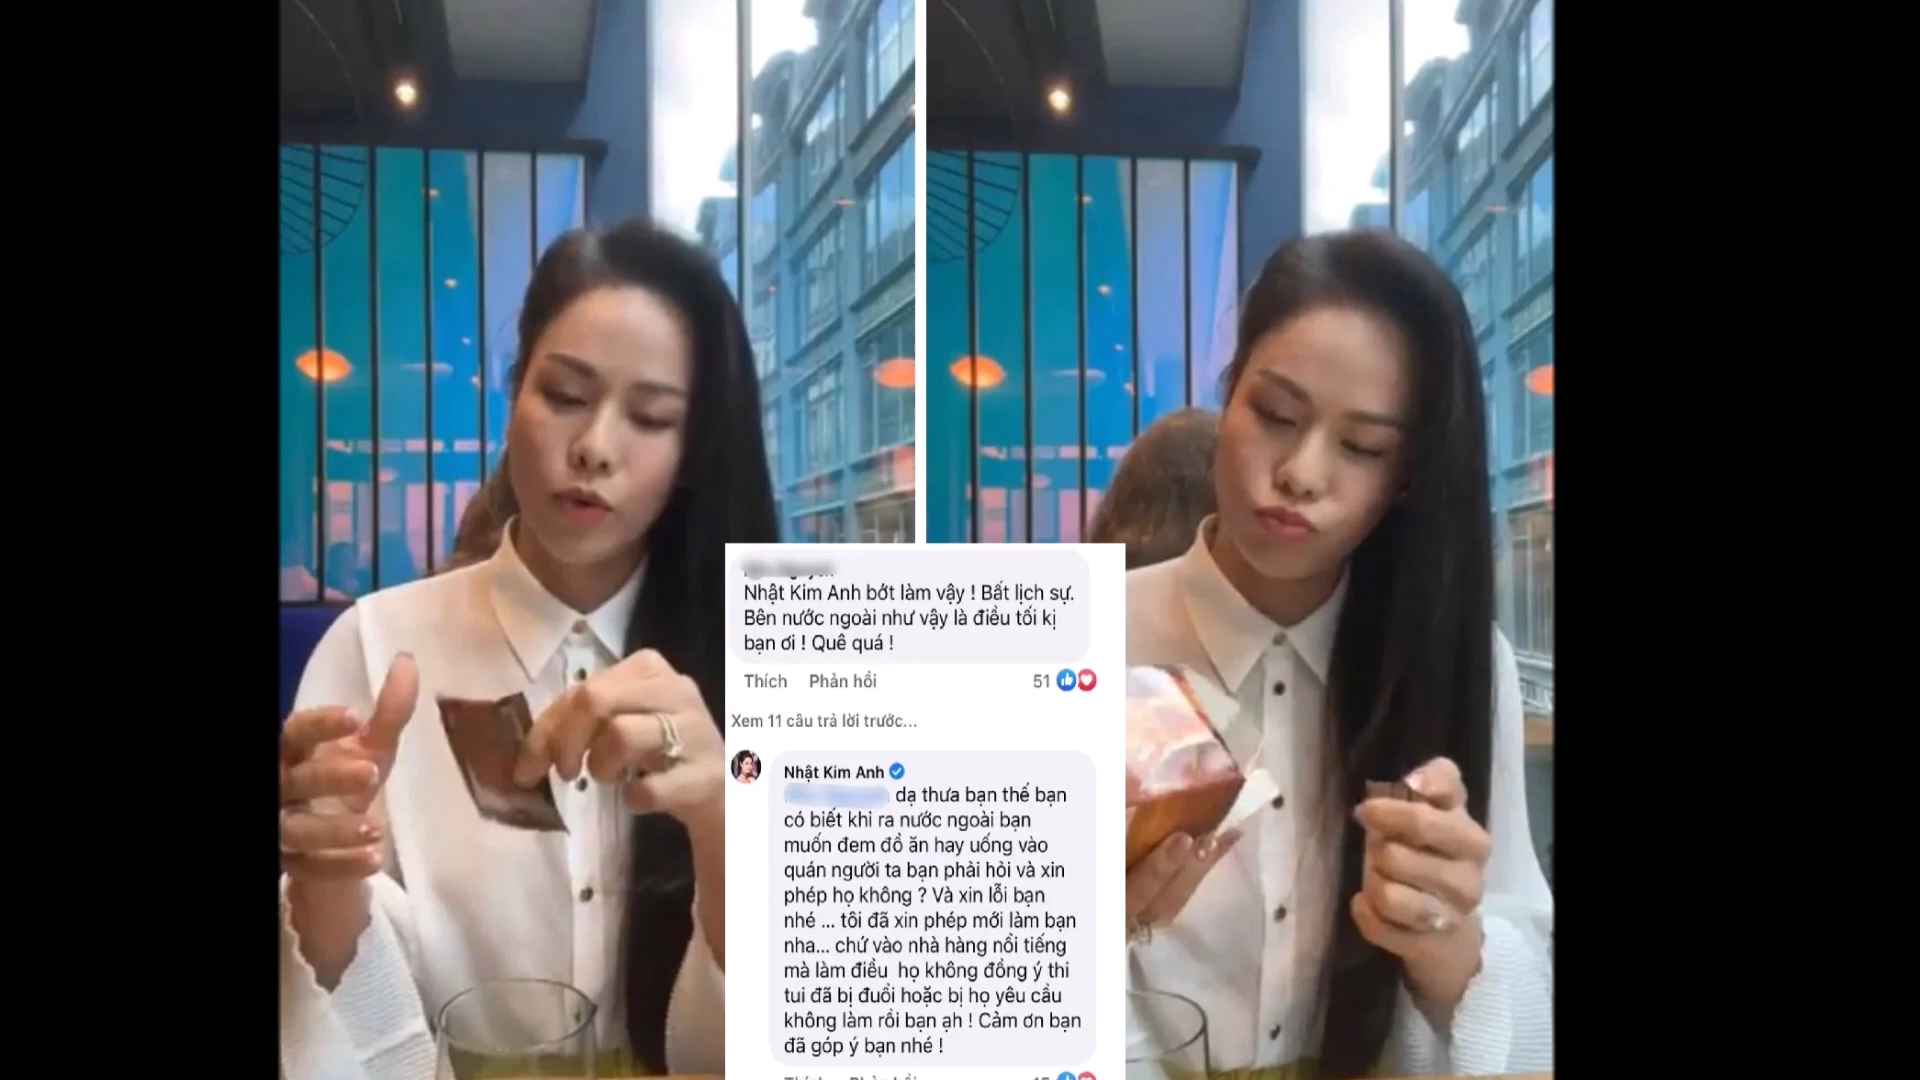 Nhật Kim Anh bớt làm vậy ! Bất lịch sự.
Bên nước ngoài như vậy là điều tối kị
bạn ơi ! Quê quá !
Thích Phản hồi 51
Xem 11 câu trả lời trước...
Nhật Kim Anh
dạ thưa bạn thế bạn
có biết khi ra nước ngoài bạn
muốn đem đồ ăn hay uống vào
quán người ta bạn phải hỏi và xin
phép họ không ? Và xin lỗi bạn
nhé ... tôi đã xin phép mới làm bạn
nha... chứ vào nhà hàng nổi tiếng
mà làm điều họ không đồng ý thi
tui đã bị đuổi hoặc bị họ yêu cầu
không làm rồi bạn ạh ! Cảm ơn bạn
đã góp ý bạn nhé !